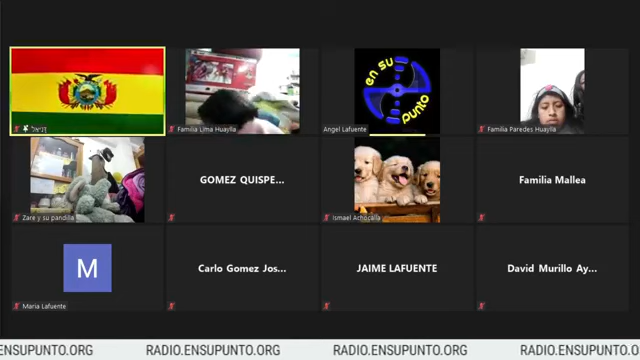 דניאל
Familia Lima Huaylla
en su
punto
Angel Lafuente
Familia Paredes Huaylla
Zare y su pandilla
GOMEZ QUISPE...
Ismael Achocalla
Familia Mallea
M
Maria Lafuente
Carlo Gomez Jos...
JAIME LAFUENTE
David Murillo Ay...
.ENSUPUNTO.ORG
RADIO.ENSUPUNTO.ORG
RADIO.ENSUPUNTO.ORG
RADIO.ENSUPUNTO.O